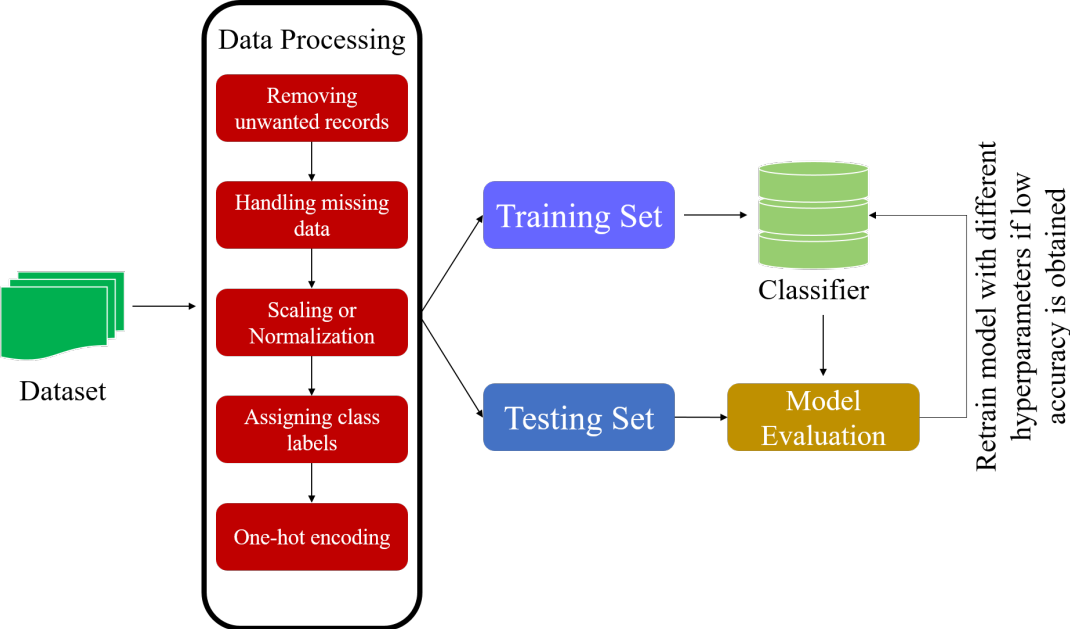 Data Processing
Removing
unwanted records
Handling missing
data
Scaling or
Normalization
Assigning class
labels
One-hot encoding
Dataset
Training Set
Testing Set
Classifier
Model
Evaluation
Retrain model with different
hyperparameters if low
accuracy is obtained